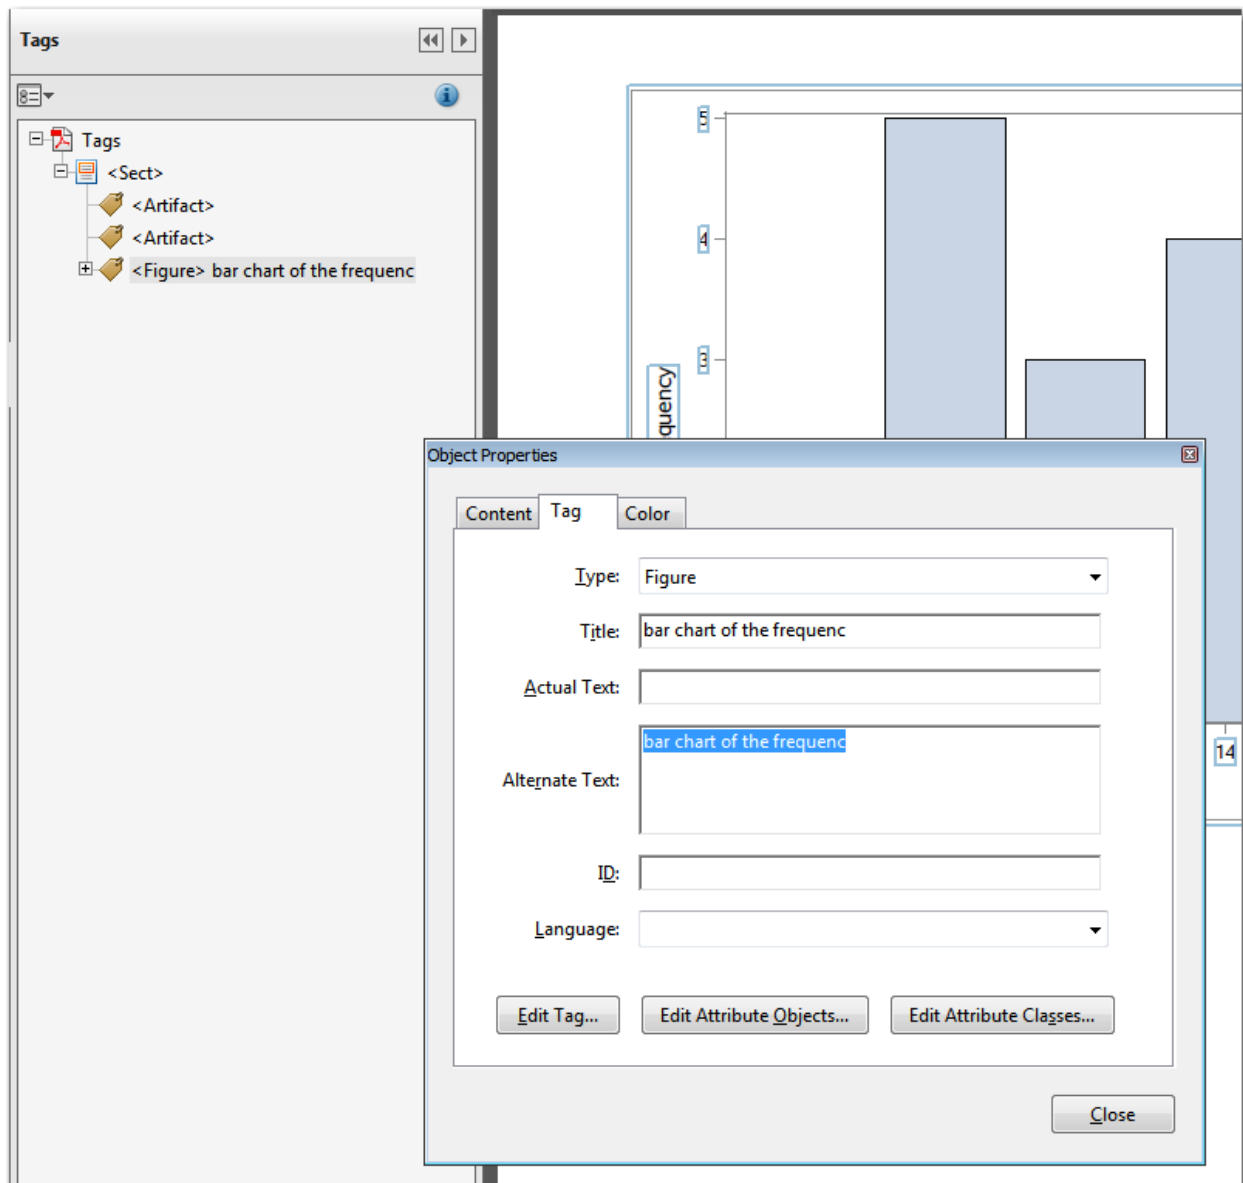 Tags
Tags
<Sect>
<Artifact>
<Artifact>
<Figure> bar chart of the frequenc
5
4
3
quency
14
Object Properties
Content Tag Color
Type: Figure
Title: bar chart of the frequenc
Actual Text:
Alternate Text: bar chart of the frequenc
ID:
Language:
Edit Tag... Edit Attribute Objects... Edit Attribute Classes...
Close